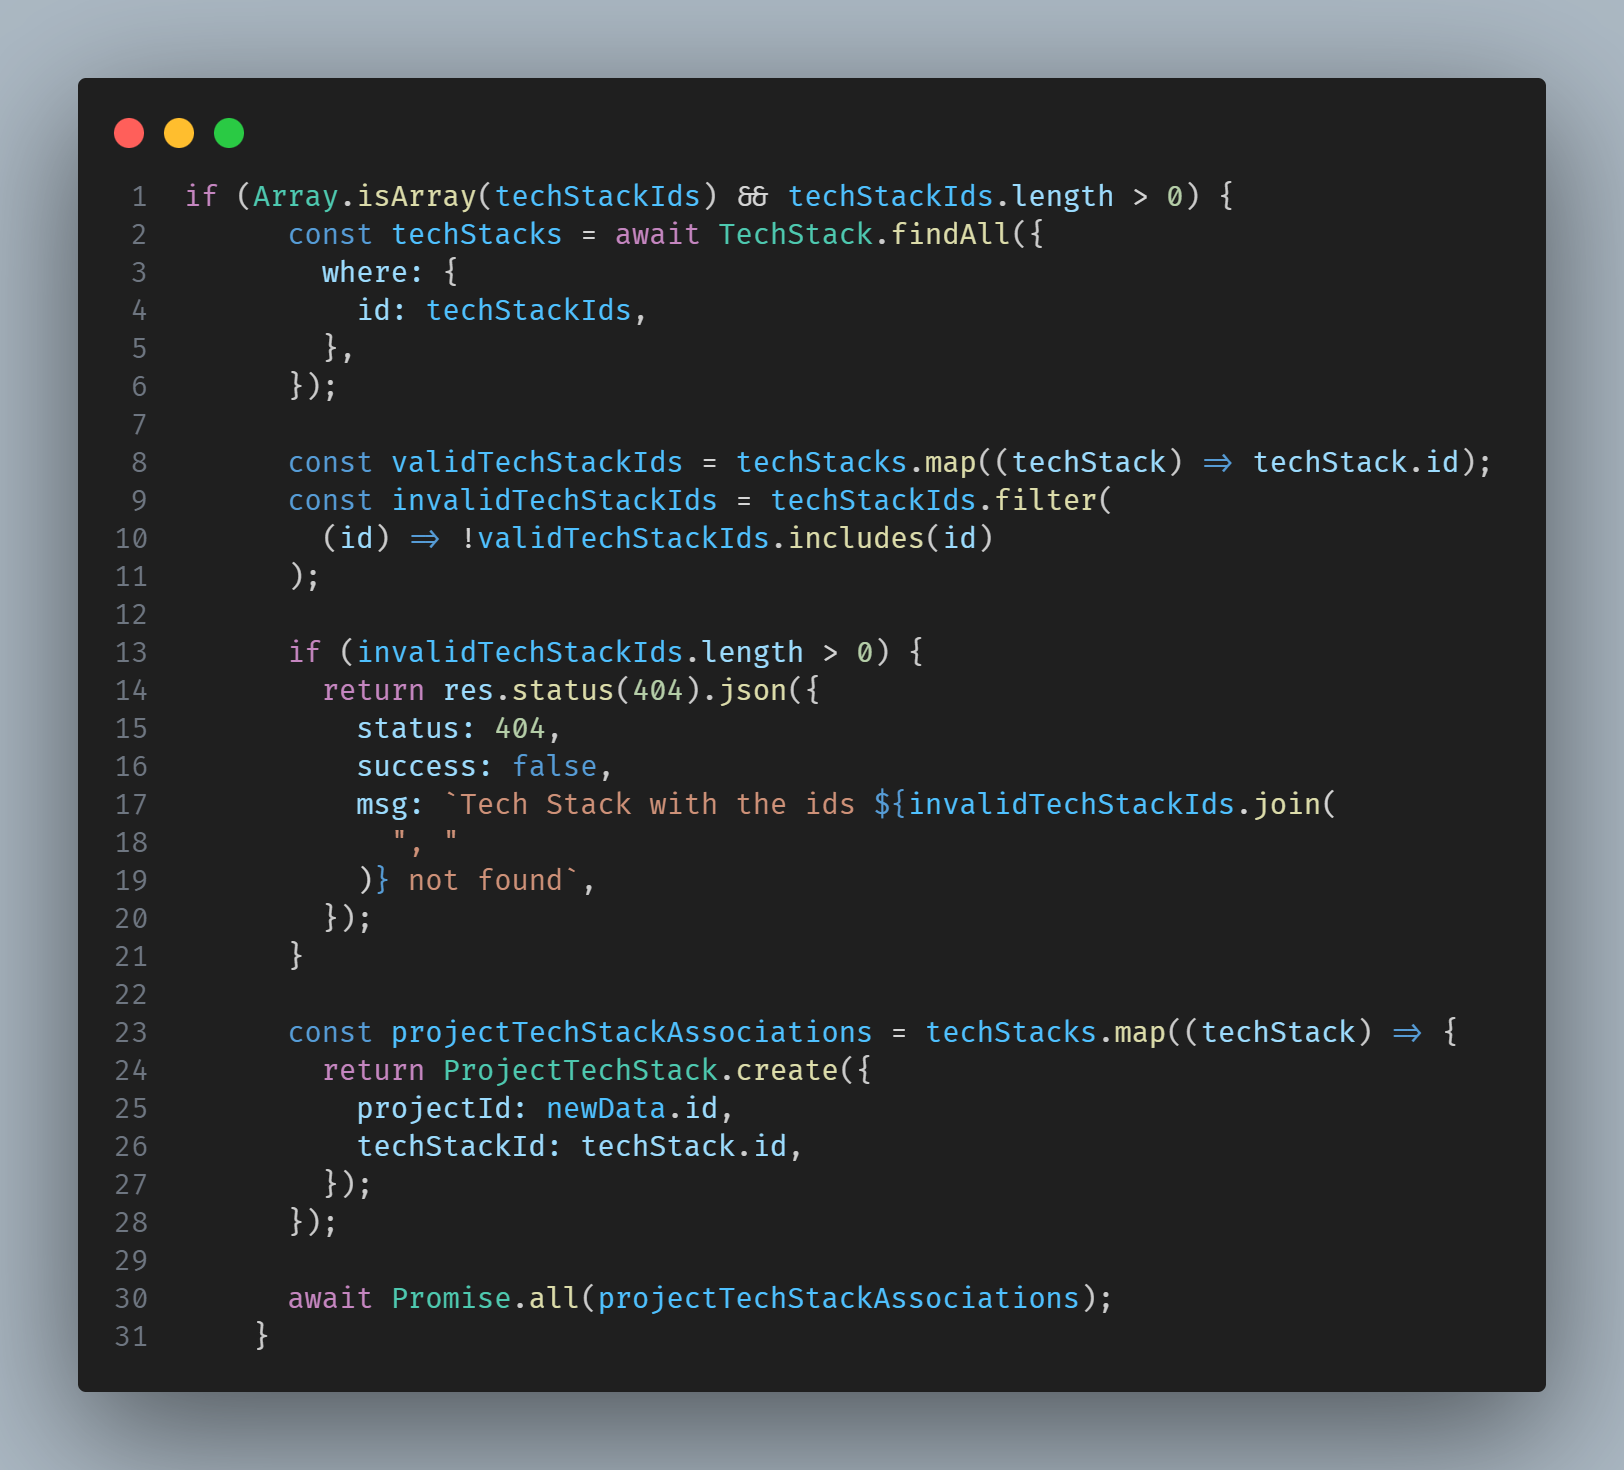 1 if (Array.isArray(techStackIds) && techStackIds.length > 0) {
2       const techStacks = await TechStack.findAll({
3         where: {
4           id: techStackIds,
5         },
6       });
7
8       const validTechStackIds = techStacks.map((techStack) => techStack.id);
9       const invalidTechStackIds = techStackIds.filter(
10         (id) => !validTechStackIds.includes(id)
11       );
12
13       if (invalidTechStackIds.length > 0) {
14         return res.status(404).json({
15           status: 404,
16           success: false,
17           msg: `Tech Stack with the ids ${invalidTechStackIds.join(
18             ", "
19           )} not found`,
20         });
21       }
22
23       const projectTechStackAssociations = techStacks.map((techStack) => {
24         return ProjectTechStack.create({
25           projectId: newData.id,
26           techStackId: techStack.id,
27         });
28       });
29
30       await Promise.all(projectTechStackAssociations);
31     }